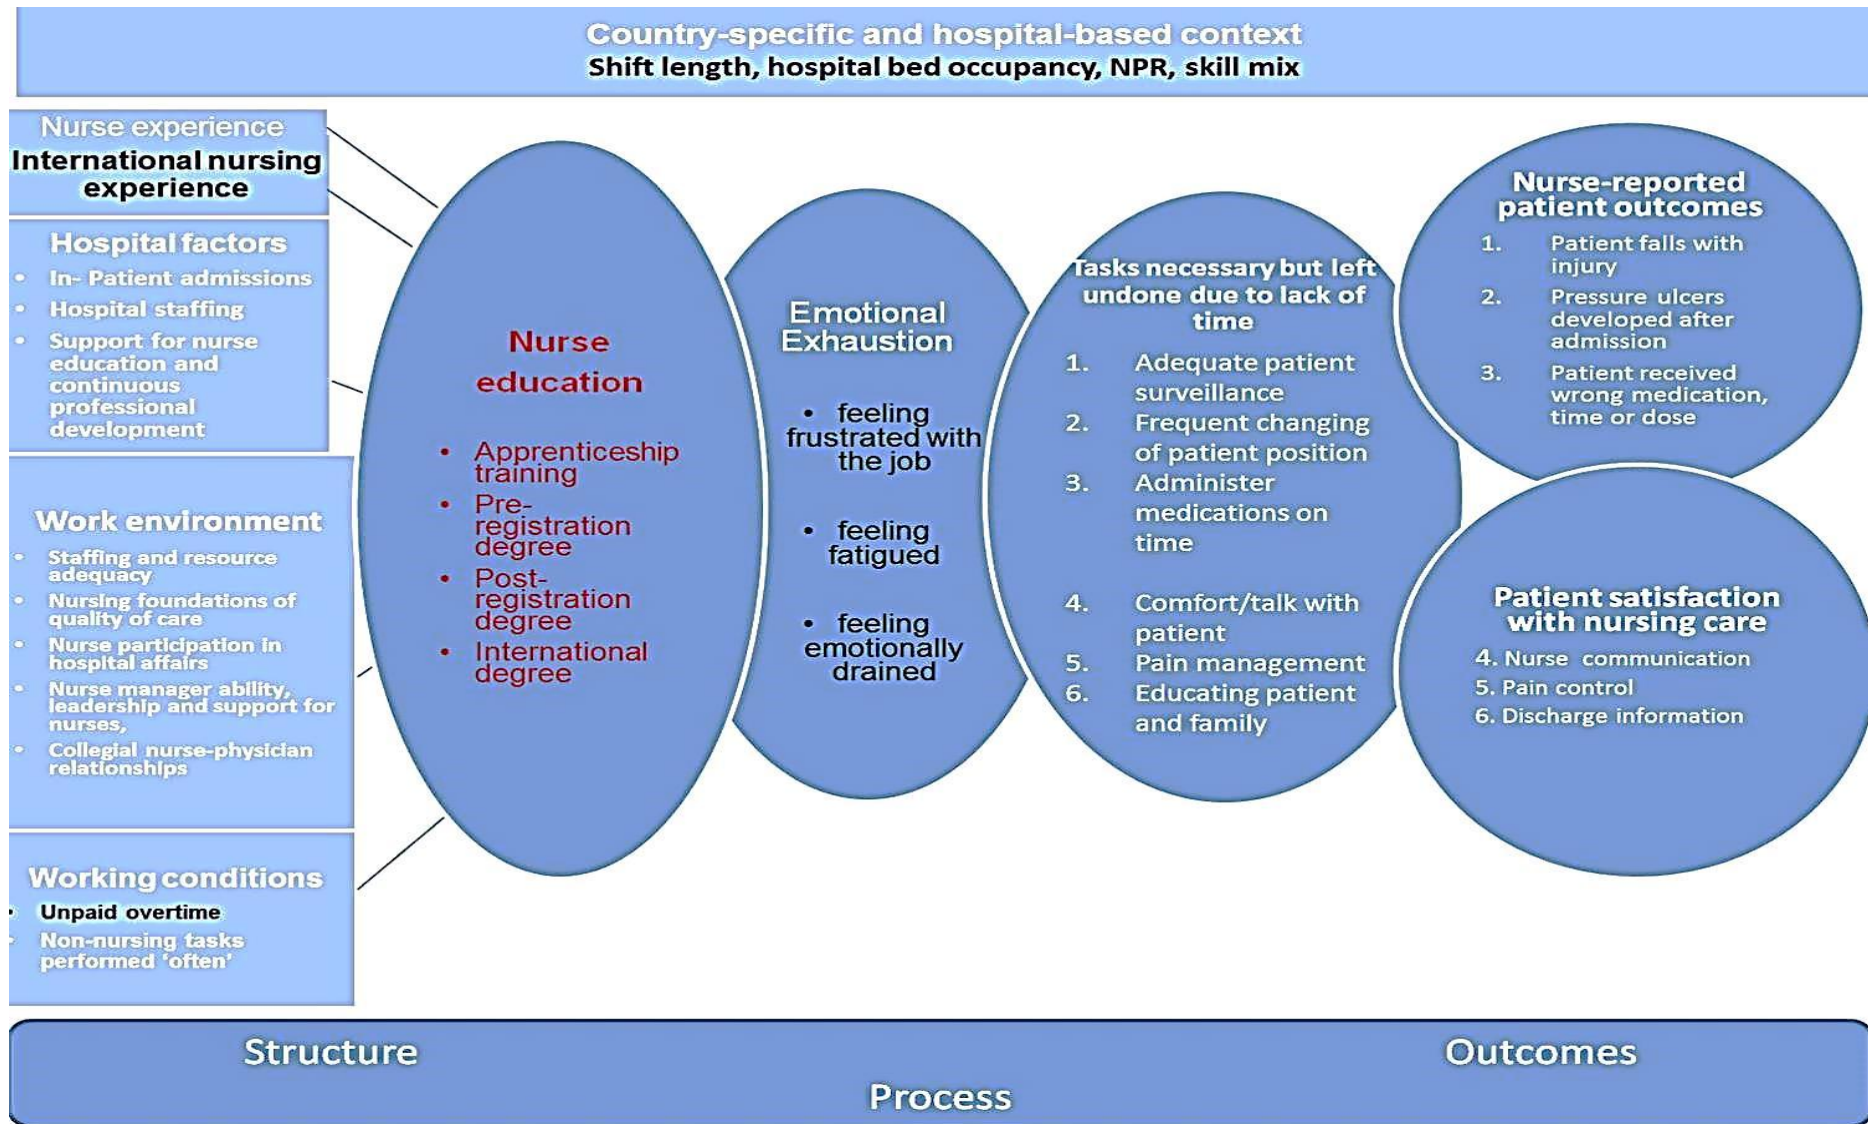 Country-specific and hospital-based context
Shift length, hospital bed occupancy, NPR, skill mix
Nurse experience
International nursing
experience
Hospital factors
• In- Patient admissions
• Hospital staffing
• Support for nurse
education and
continuous
professional
development
Work environment
• Staffing and resource
adequacy
• Nursing foundations of
quality of care
• Nurse participation in
hospital affairs
• Nurse manager ability,
leadership and support for
nurses,
• Collegial nurse-physician
relationships
Working conditions
• Unpaid overtime
• Non-nursing tasks
performed ‘often’
Nurse
education
• Apprenticeship
training
• Pre-
registration
degree
• Post-
registration
degree
• International
degree
Emotional
Exhaustion
• feeling
frustrated with
the job
• feeling
fatigued
• feeling
emotionally
drained
Tasks necessary but left
undone due to lack of
time
1. Adequate patient
surveillance
2. Frequent changing
of patient position
3. Administer
medications on
time
4. Comfort/talk with
patient
5. Pain management
6. Educating patient
and family
Nurse-reported
patient outcomes
1. Patient falls with
injury
2. Pressure ulcers
developed after
admission
3. Patient received
wrong medication,
time or dose
Patient satisfaction
with nursing care
4. Nurse communication
5. Pain control
6. Discharge information
Structure
Process
Outcomes